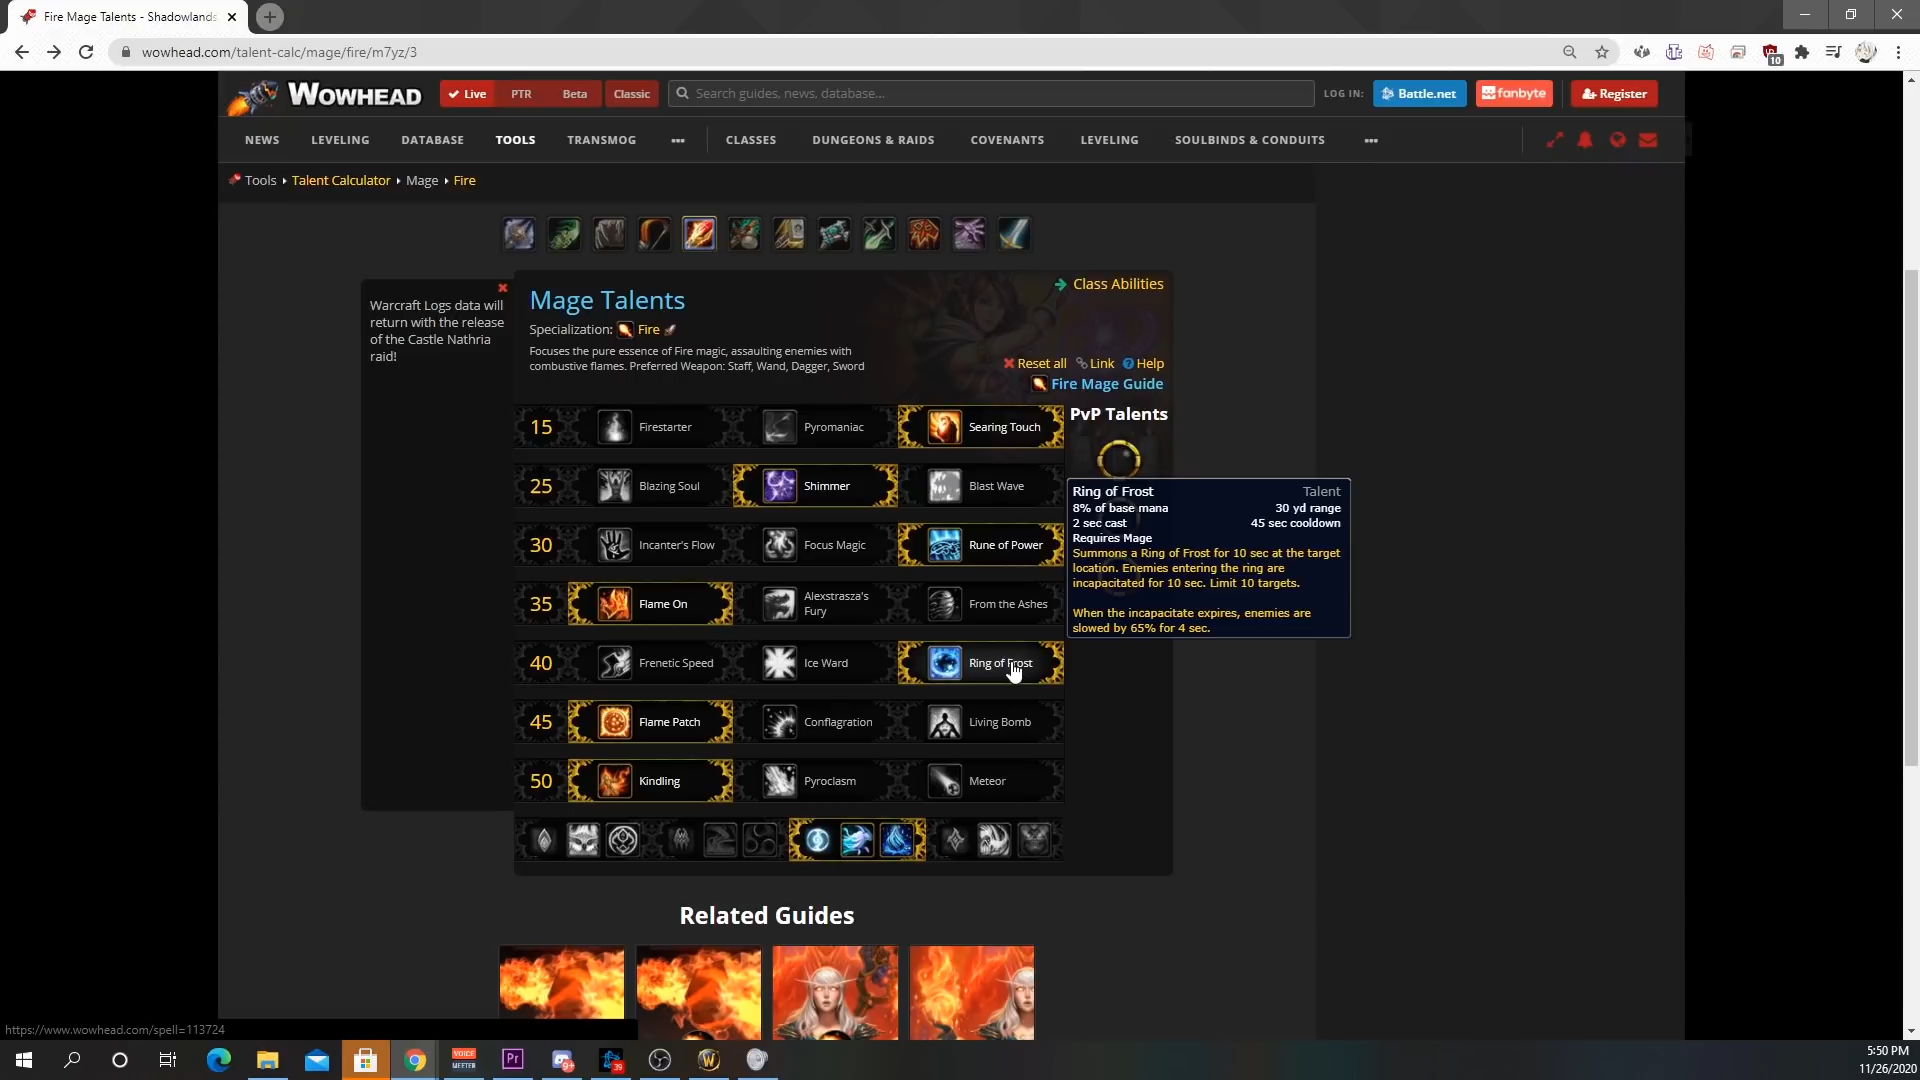 Fire Mage Talents - Shadowlands
wowhead.com/talent-calc/mage/fire/m7yz/3
10
WOWHEAD
Live
PTR
Beta
Classic
Search guides, news, database...
LOG IN:
Battle.net
fanbyte
Register
NEWS
LEVELING
DATABASE
TOOLS
TRANSMOG
CLASSES
DUNGEONS & RAIDS
COVENANTS
LEVELING
SOULBINDS & CONDUITS
Tools
Talent Calculator
Mage
Fire
Warcraft Logs data will
return with the release
of the Castle Nathria
raid!
Mage Talents
Class Abilities
Specialization: Fire
Focuses the pure essence of Fire magic, assaulting enemies with
combustive flames. Preferred Weapon: Staff, Wand, Dagger, Sword
Reset all
Link
Help
Fire Mage Guide
PvP Talents
15
Firestarter
Pyromaniac
Searing Touch
25
Blazing Soul
Shimmer
Blast Wave
30
Incanter's Flow
Focus Magic
Rune of Power
35
Flame On
Alexstrasza's
Fury
From the Ashes
40
Frenetic Speed
Ice Ward
Ring of Frost
45
Flame Patch
Conflagration
Living Bomb
50
Kindling
Pyroclasm
Meteor
Ring of Frost
Talent
8% of base mana
30 yd range
2 sec cast
45 sec cooldown
Requires Mage
Summons a Ring of Frost for 10 sec at the target
location. Enemies entering the ring are
incapacitated for 10 sec. Limit 10 targets.
When the incapacitate expires, enemies are
slowed by 65% for 4 sec.
Related Guides
https://www.wowhead.com/spell=113724
VOICE
MEETER
Pr
9+
39
5:50 PM
11/26/2020